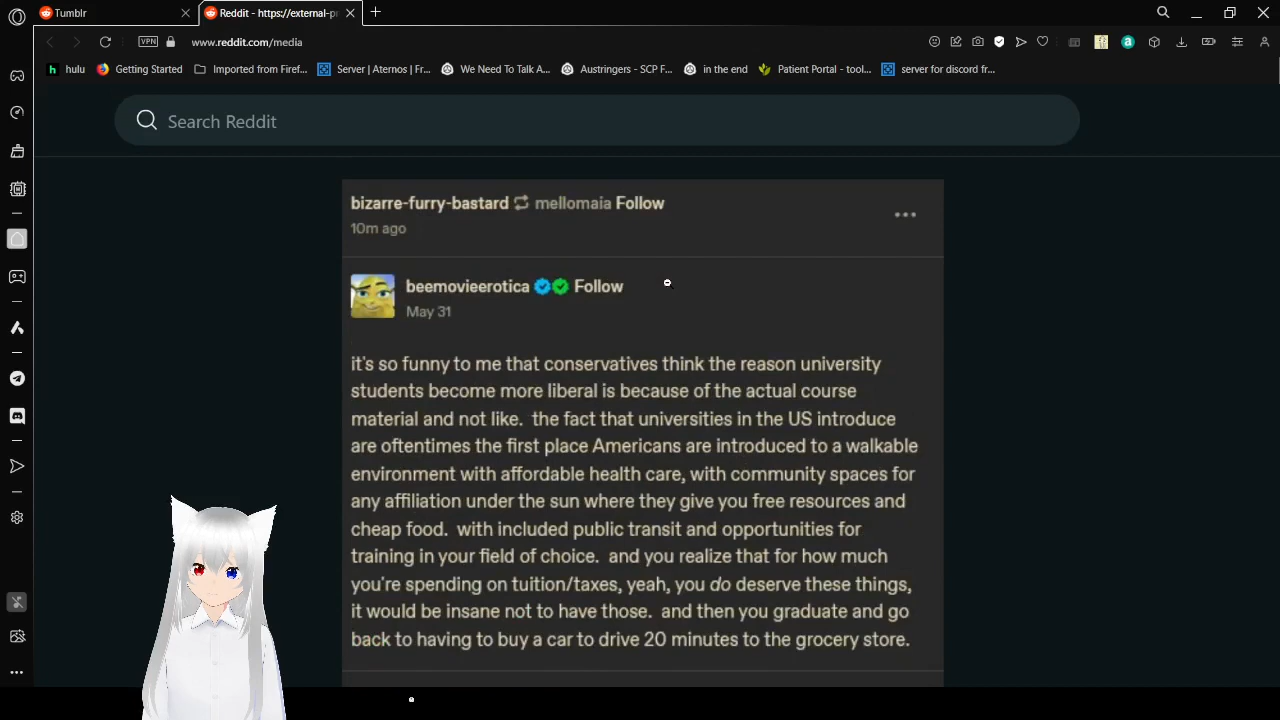 Tumblr
Reddit - https://external-pr
VPN
www.reddit.com/media
hulu
Getting Started
Imported from Firef...
Server | Aternos | Fr...
We Need To Talk A...
Austringers - SCP F...
in the end
Patient Portal - tool...
server for discord fr...
Search Reddit
bizarre-furry-bastard mellomaia Follow
10m ago
beemovieerotica Follow
May 31
it's so funny to me that conservatives think the reason university
students become more liberal is because of the actual course
material and not like. the fact that universities in the US introduce
are oftentimes the first place Americans are introduced to a walkable
environment with affordable health care, with community spaces for
any affiliation under the sun where they give you free resources and
cheap food. with included public transit and opportunities for
training in your field of choice. and you realize that for how much
you're spending on tuition/taxes, yeah, you do deserve these things,
it would be insane not to have those. and then you graduate and go
back to having to buy a car to drive 20 minutes to the grocery store.